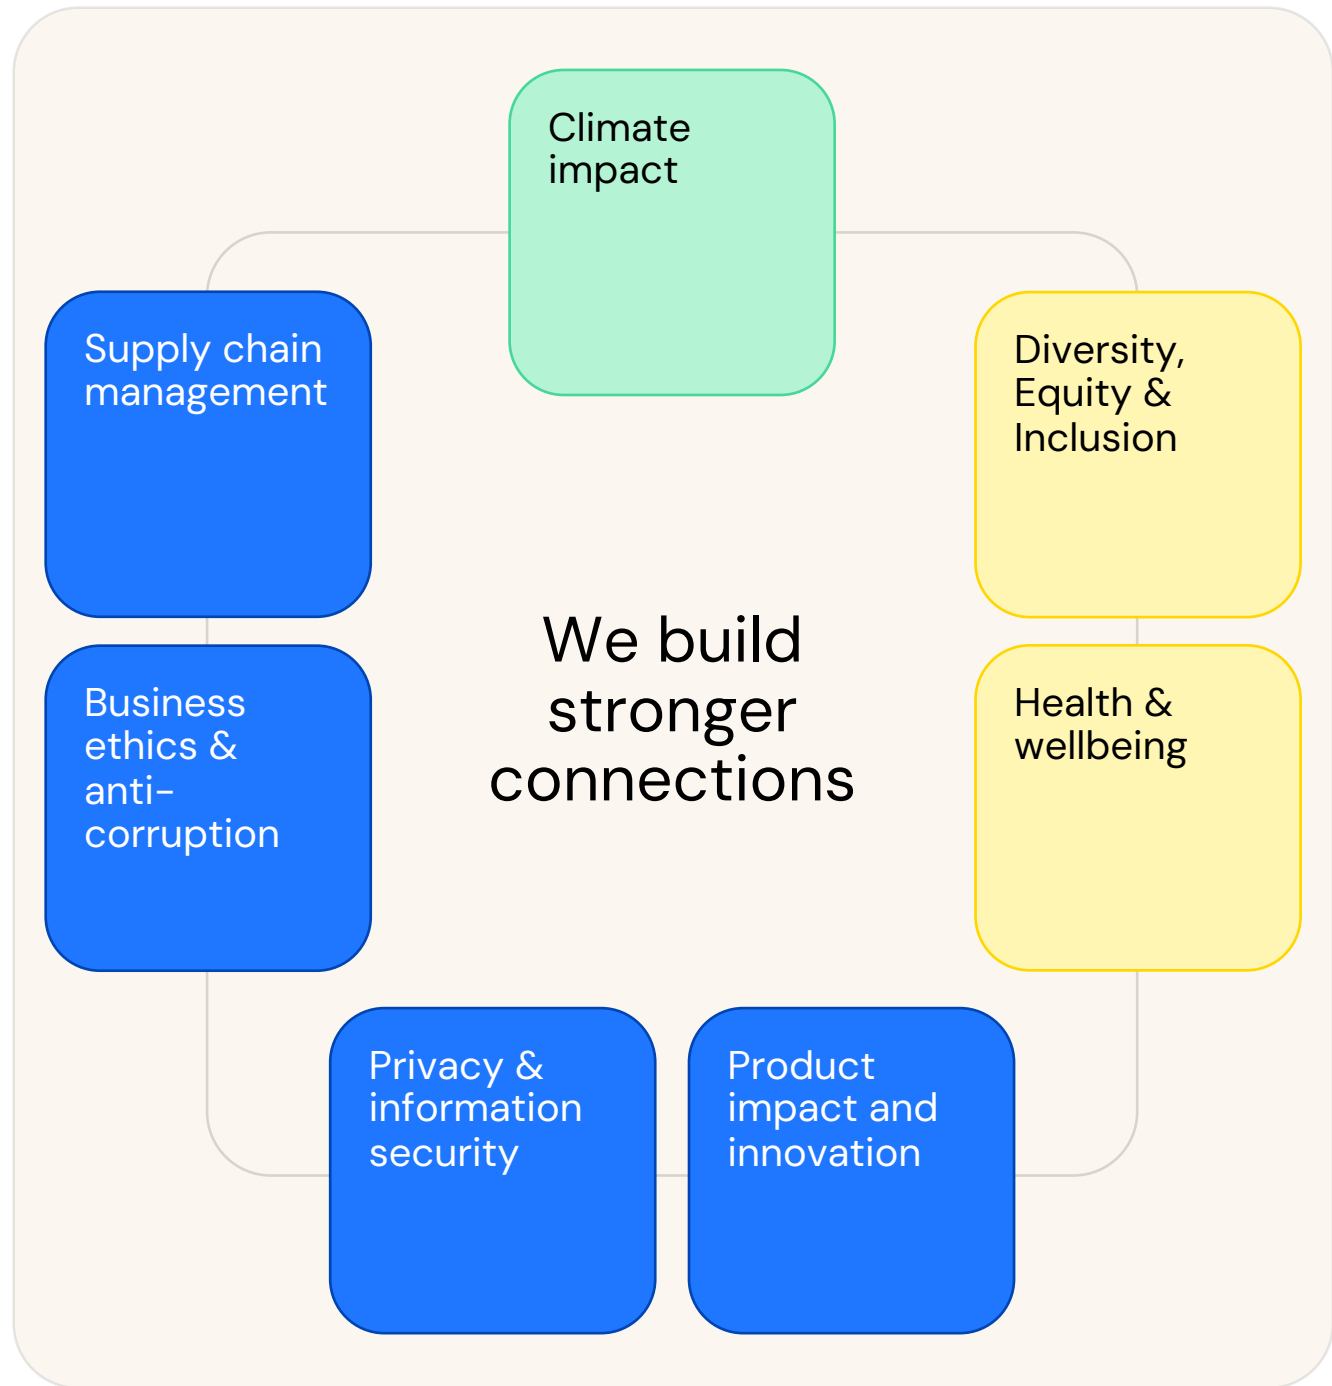 Climate
impact
Supply chain
management
Diversity,
Equity &
Inclusion
We build
stronger
connections
Business
ethics &
anti-
corruption
Health &
wellbeing
Privacy &
information
security
Product
impact and
innovation